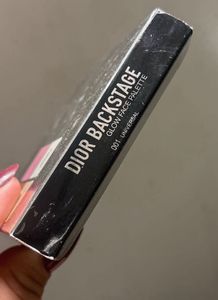 DIOR BACKSTAGE
GLOW FACE PALETTE
001 UNIVERSAL